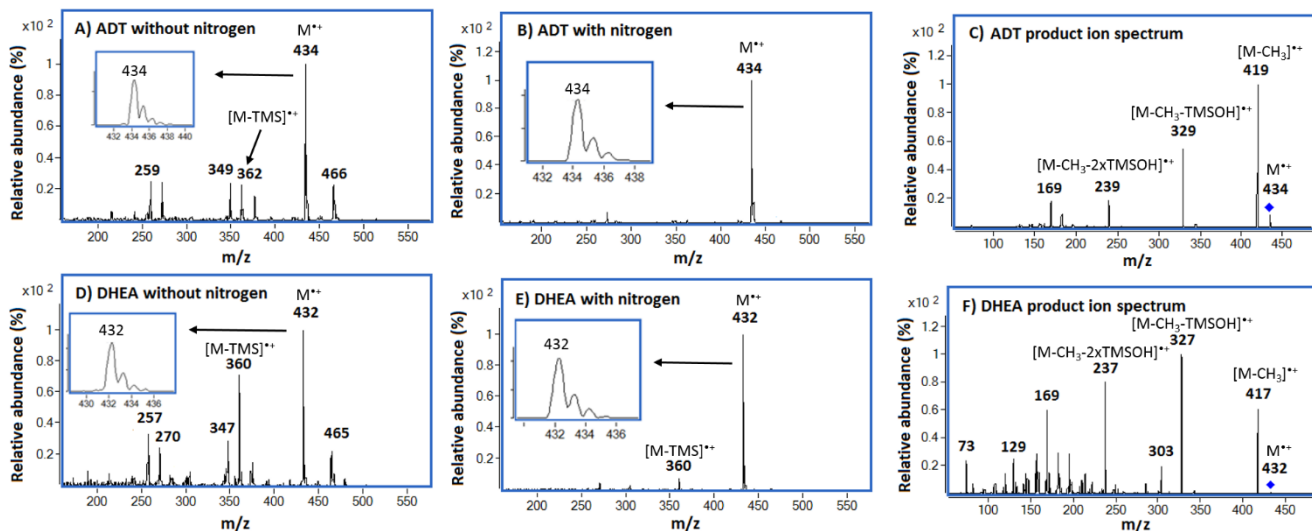 A) ADT without nitrogen
x10 ²
Relative abundance (%)
1
0.8
0.6
0.4
0.2
434
432 434 436 438 440
M•+
434
[M-TMS]•+
259
349
362
466
200 250 300 350 400 450 500 550
m/z
B) ADT with nitrogen
x10 ²
Relative abundance (%)
1.2
1
0.8
0.6
0.4
0.2
434
432 434 436 438
M•+
434
200 250 300 350 400 450 500 550
m/z
C) ADT product ion spectrum
x10 ²
Relative abundance (%)
1.2
1
0.8
0.6
0.4
0.2
[M-CH₃]•+
419
[M-CH₃-TMSOH]•+
329
[M-CH₃-2xTMSOH]•+
239
169
M•+
434
100 150 200 250 300 350 400 450
m/z
D) DHEA without nitrogen
x10 ²
Relative abundance (%)
1
0.8
0.6
0.4
0.2
432
430 432 434 436
M•+
432
[M-TMS]•+
360
257
270
347
465
200 250 300 350 400 450 500 550
m/z
E) DHEA with nitrogen
x10 ²
Relative abundance (%)
1.2
1
0.8
0.6
0.4
0.2
432
432 434 436
M•+
432
[M-TMS]•+
360
200 250 300 350 400 450 500 550
m/z
F) DHEA product ion spectrum
x10 ²
Relative abundance (%)
1.2
1
0.8
0.6
0.4
0.2
[M-CH₃-TMSOH]•+
327
[M-CH₃-2xTMSOH]•+
237
[M-CH₃]•+
417
169
73
129
303
M•+
432
50 100 150 200 250 300 350 400 450
m/z